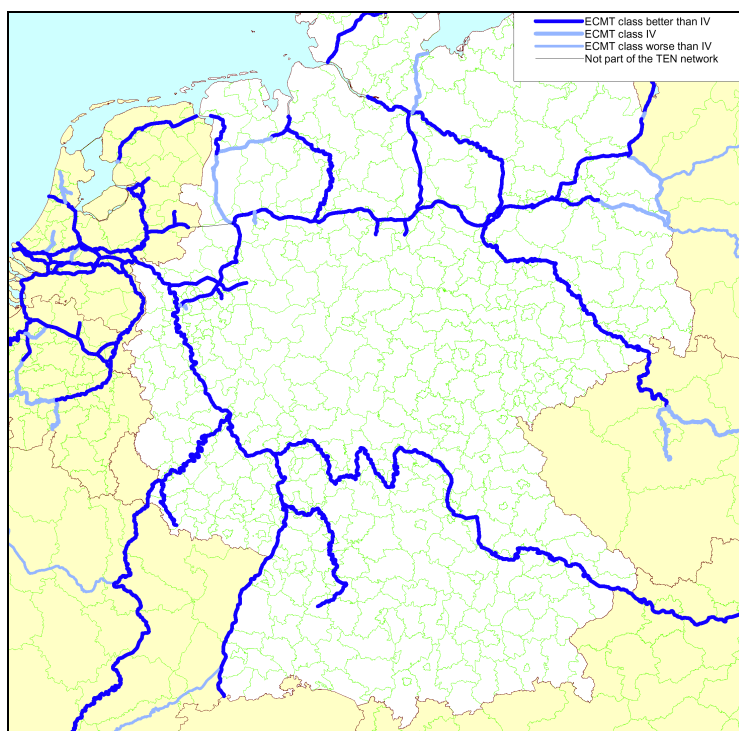 ECMT class better than IV
ECMT class IV
ECMT class worse than IV
Not part of the TEN network